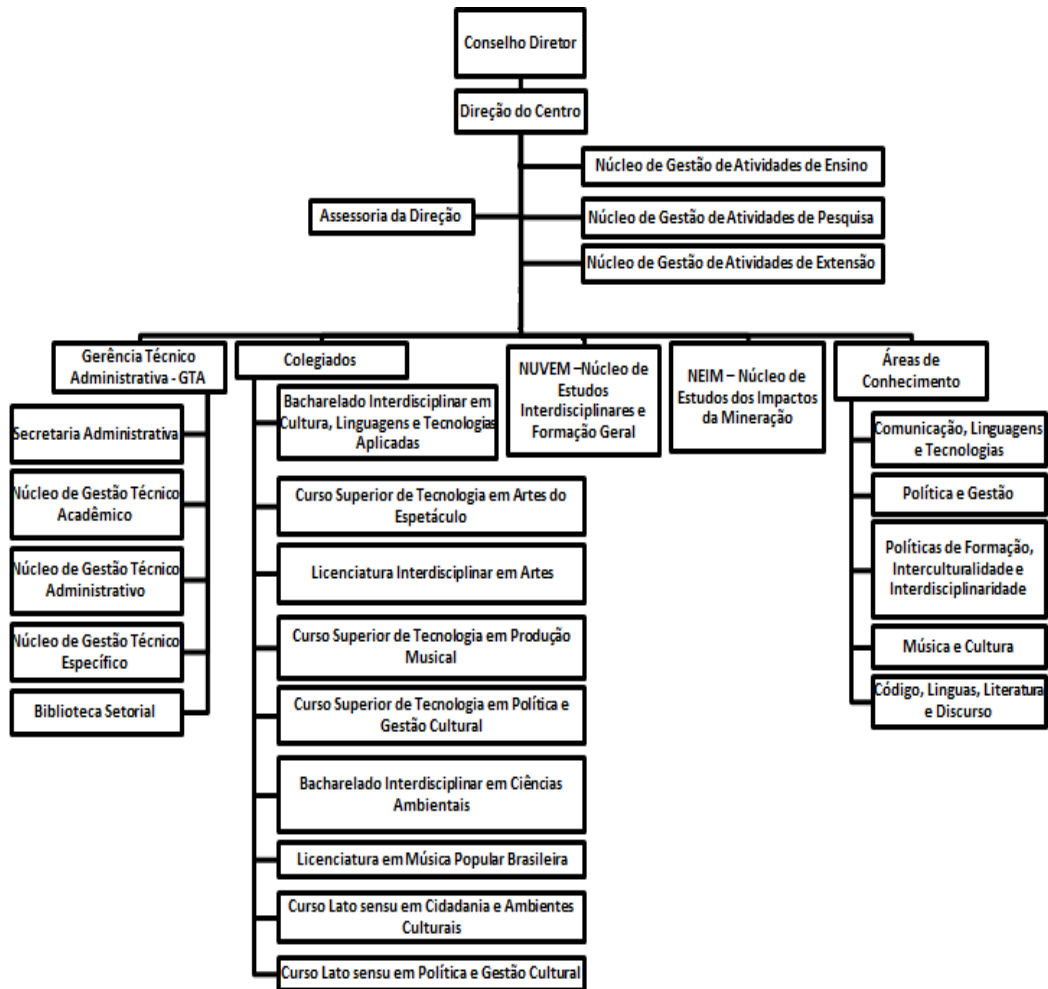 Conselho Diretor
Direção do Centro
Núcleo de Gestão de Atividades de Ensino
Assessoria da Direção
Núcleo de Gestão de Atividades de Pesquisa
Núcleo de Gestão de Atividades de Extensão
Gerência Técnico
Administrativa - GTA
Secretaria Administrativa
Núcleo de Gestão Técnico
Acadêmico
Núcleo de Gestão Técnico
Administrativo
Núcleo de Gestão Técnico
Específico
Biblioteca Setorial
Colegiados
Bacharelado Interdisciplinar em
Cultura, Linguagens e Tecnologias
Aplicadas
Curso Superior de Tecnologia em Artes do
Espetáculo
Licenciatura Interdisciplinar em Artes
Curso Superior de Tecnologia em Produção
Musical
Curso Superior de Tecnologia em Política e
Gestão Cultural
Bacharelado Interdisciplinar em Ciências
Ambientais
Licenciatura em Música Popular Brasileira
Curso Lato sensu em Cidadania e Ambientes
Culturais
Curso Lato sensu em Política e Gestão Cultural
NUVEM –Núcleo de
Estudos
Interdisciplinares e
Formação Geral
NEIM – Núcleo de
Estudos dos Impactos
da Mineração
Áreas de
Conhecimento
Comunicação, Linguagens
e Tecnologias
Política e Gestão
Políticas de Formação,
Interculturalidade e
Interdisciplinaridade
Música e Cultura
Código, Linguas, Literatura
e Discurso